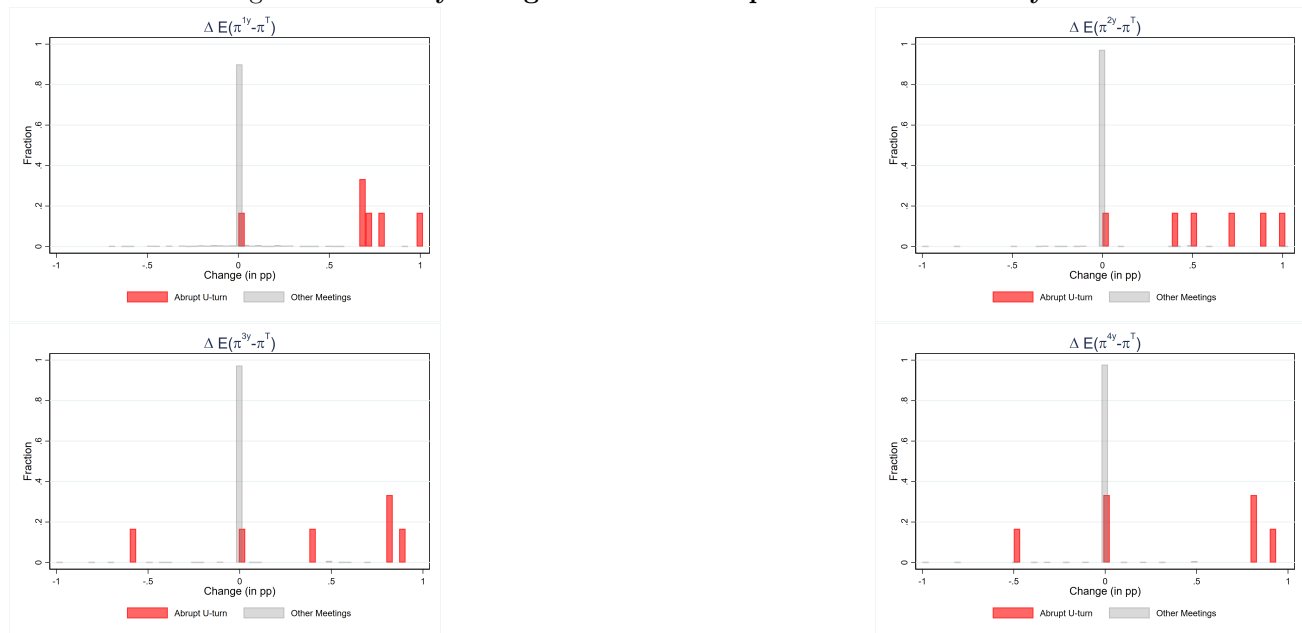 Δ E(π^1y-π^T)
Fraction
1
.8
.6
.4
.2
0
-1 -.5 0 .5 1
Change (in pp)
Abrupt U-turn Other Meetings
Δ E(π^2y-π^T)
Fraction
1
.8
.6
.4
.2
0
-1 -.5 0 .5 1
Change (in pp)
Abrupt U-turn Other Meetings
Δ E(π^3y-π^T)
Fraction
1
.8
.6
.4
.2
0
-1 -.5 0 .5 1
Change (in pp)
Abrupt U-turn Other Meetings
Δ E(π^4y-π^T)
Fraction
1
.8
.6
.4
.2
0
-1 -.5 0 .5 1
Change (in pp)
Abrupt U-turn Other Meetings